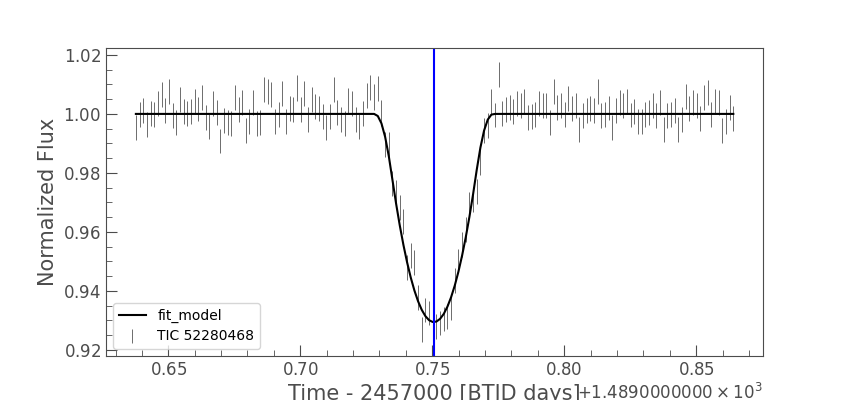 1.02
1.00
0.98
0.96
0.94
0.92
Normalized Flux
fit_model
TIC 52280468
0.65 0.70 0.75 0.80 0.85
Time - 2457000 [BTJD days]
+1.4890000000 × 10³